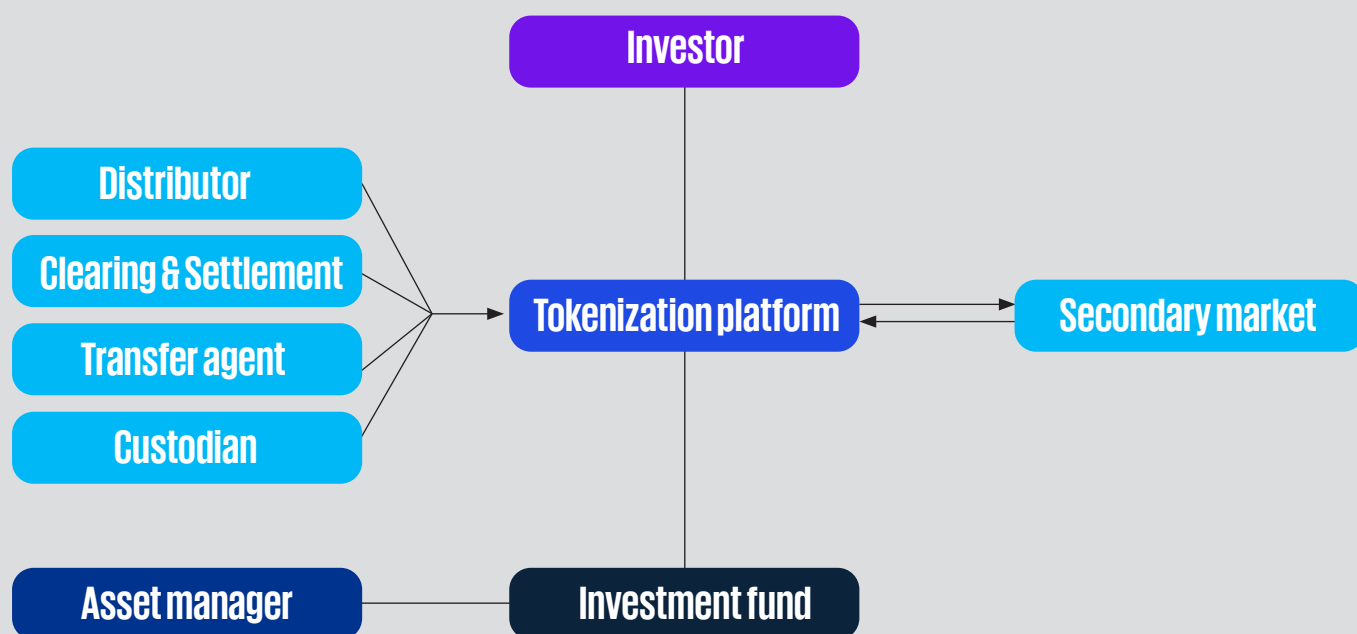 Investor
Distributor
Clearing & Settlement
Transfer agent
Custodian
Tokenization platform
Secondary market
Asset manager
Investment fund